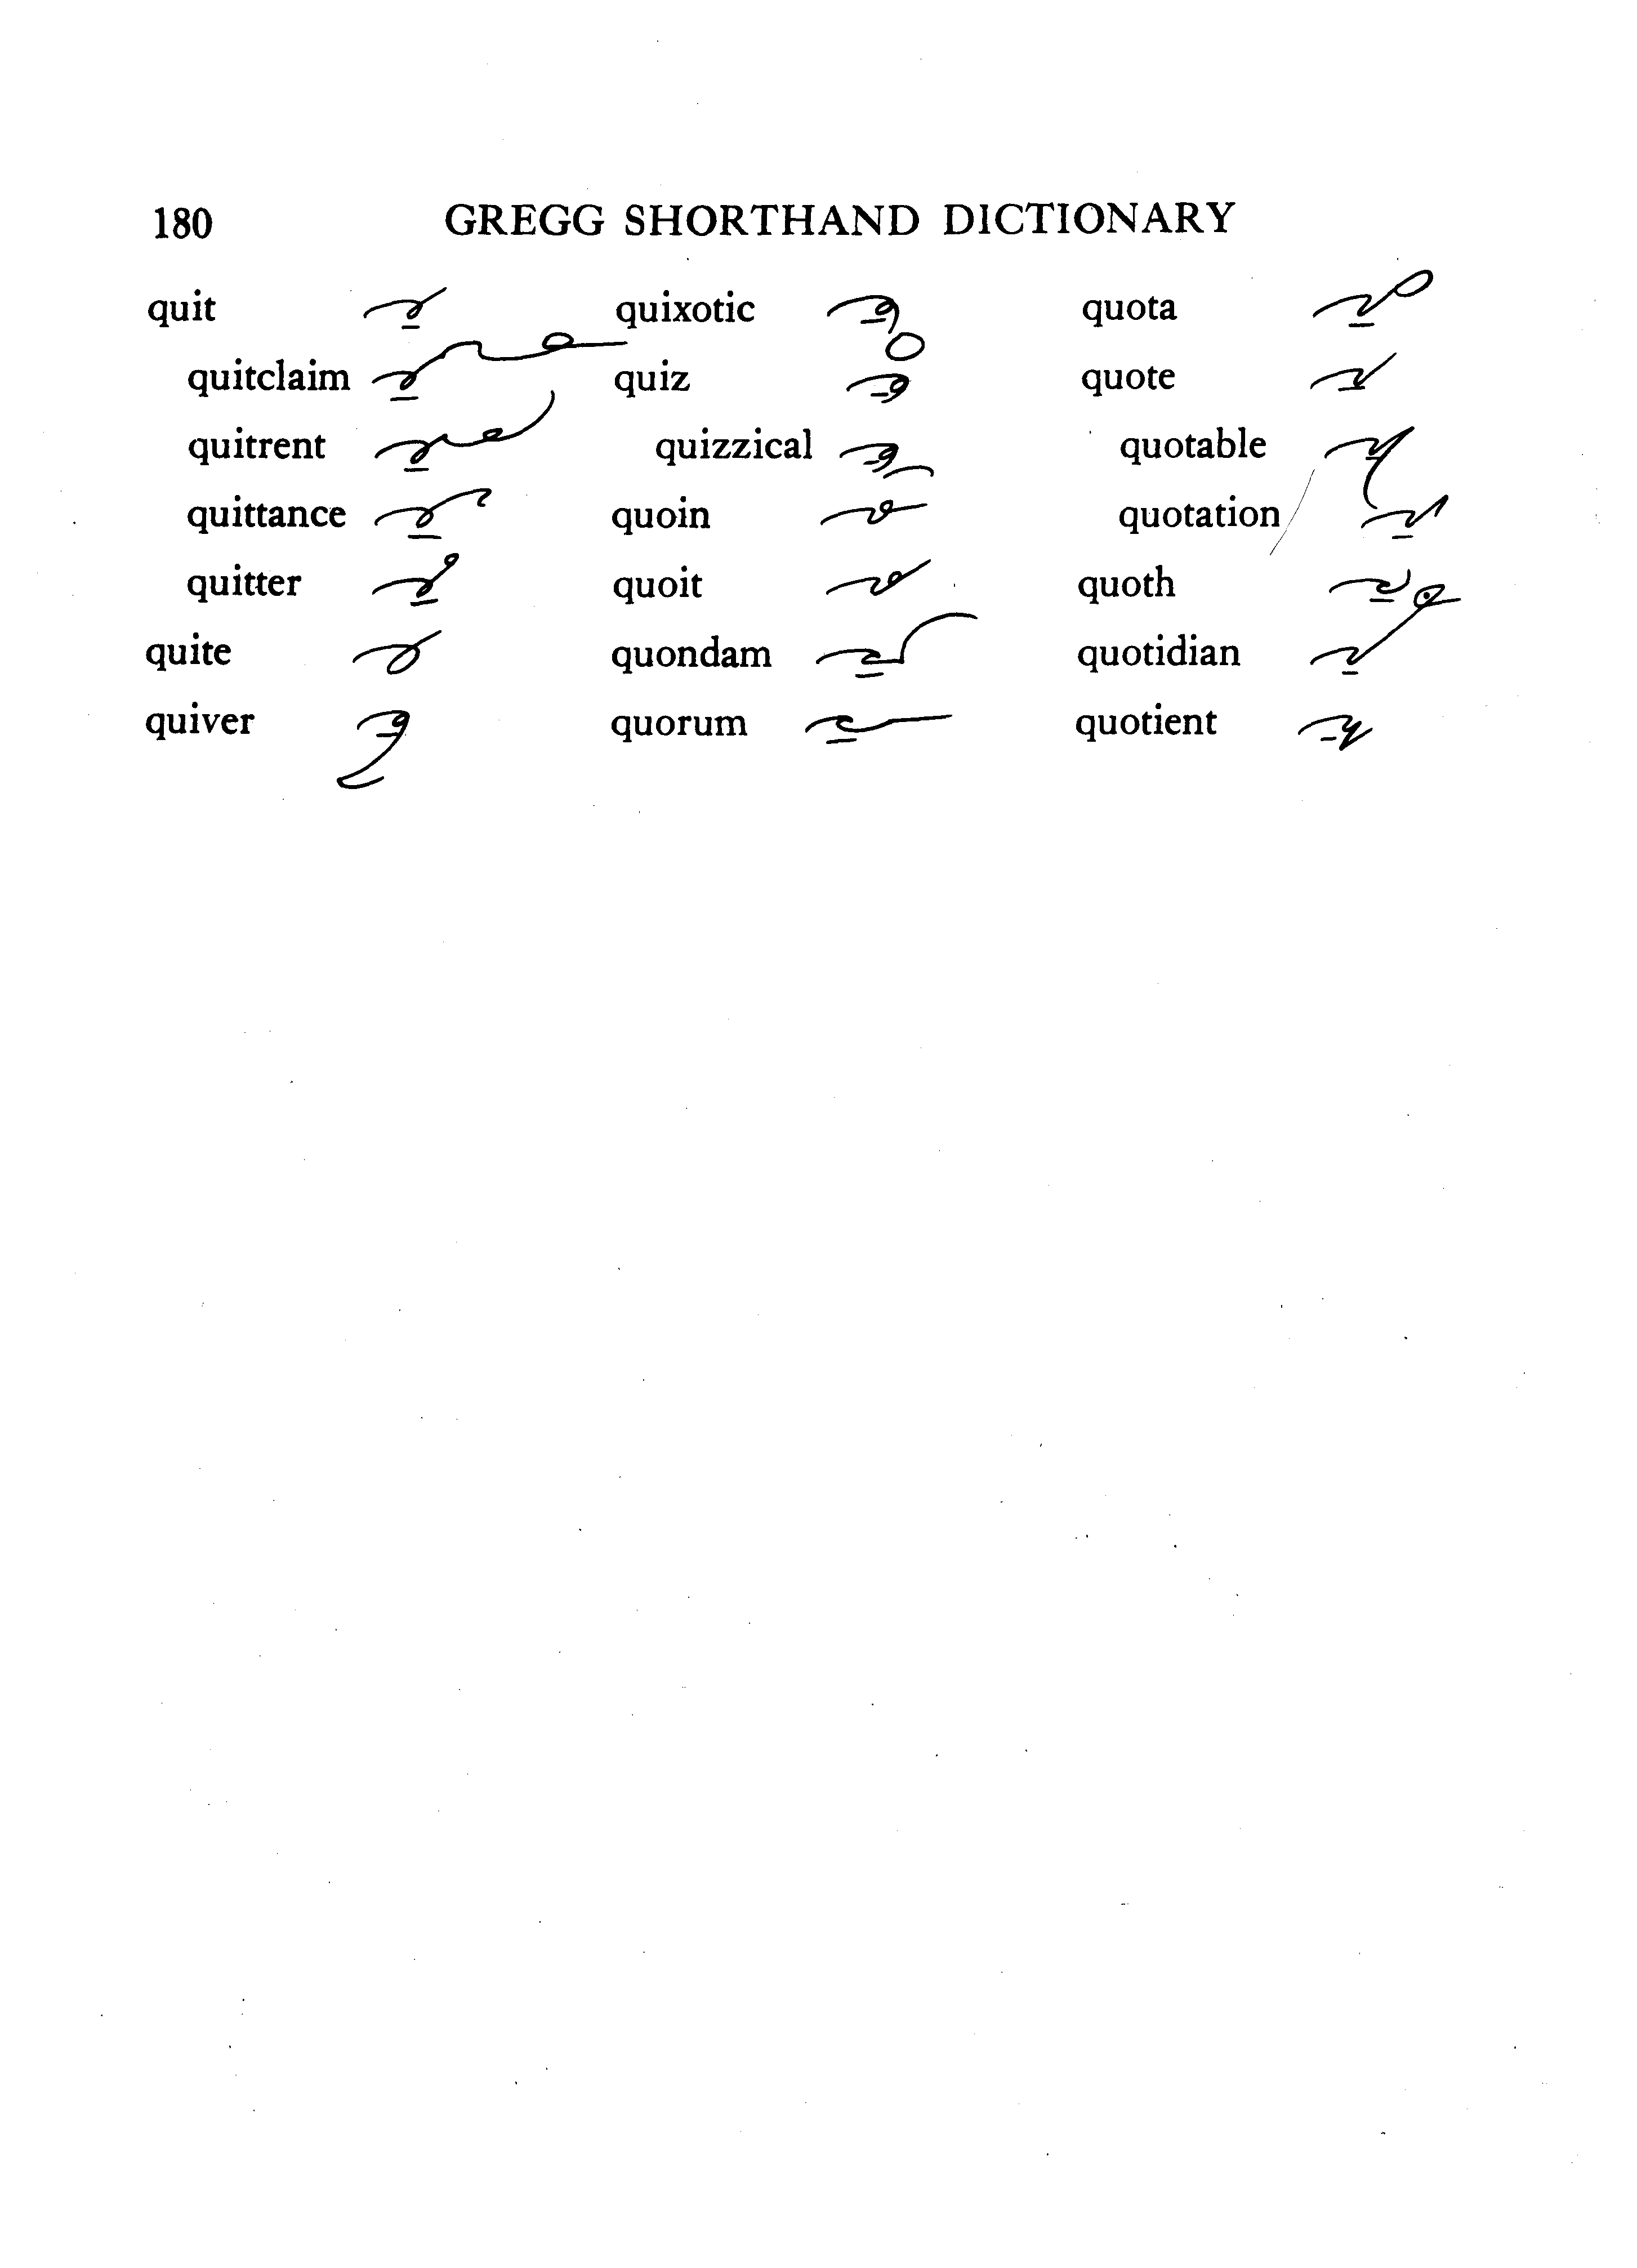 180 GREGG SHORTHAND DICTIONARY
quit
quitclaim
quitrent
quittance
quitter
quite
quiver
quixotic
quiz
quizzical
quoin
quoit
quondam
quorum
quota
quote
quotable
quotation
quoth
quotidian
quotient